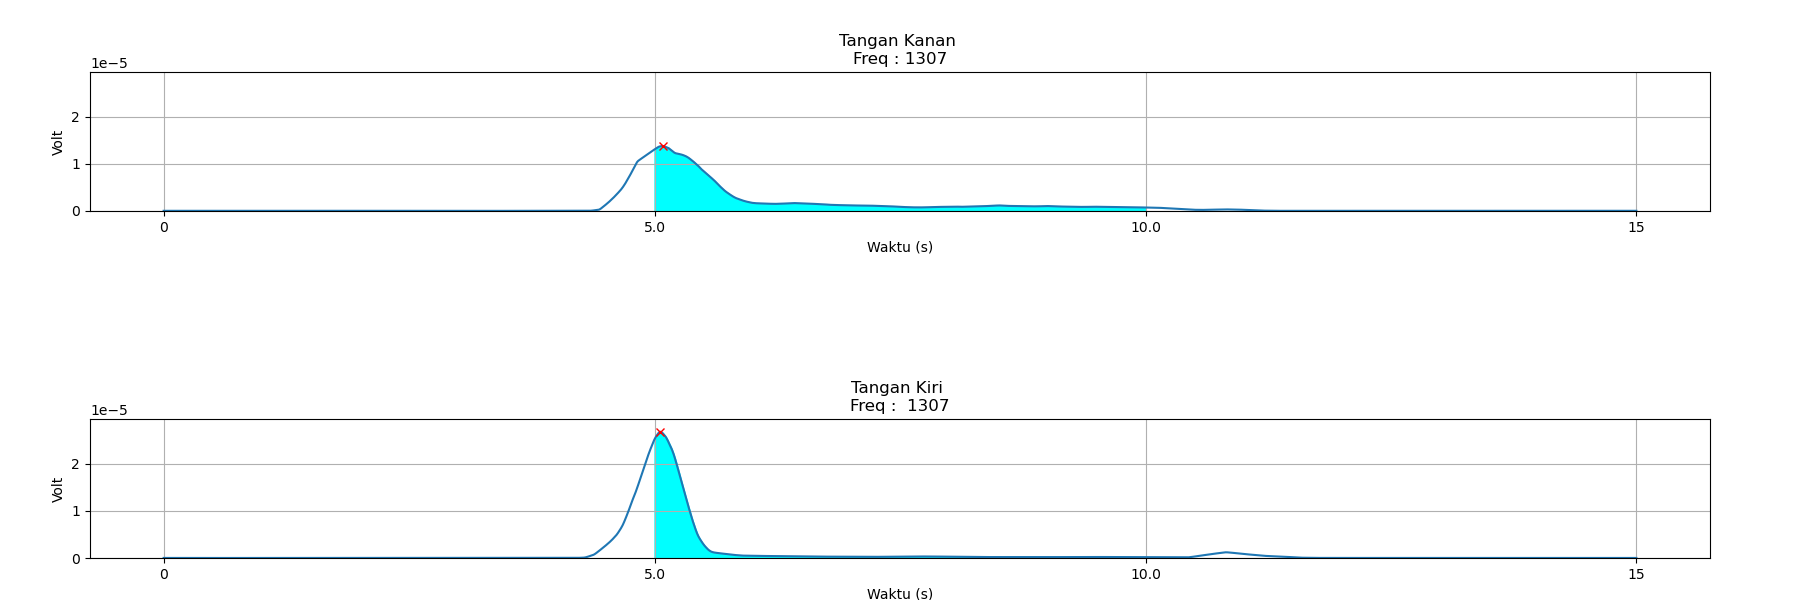 Tangan Kanan
Freq : 1307
1e−5
Volt
2
1
0
0 5.0 10.0 15
Waktu (s)
Tangan Kiri
Freq :  1307
1e−5
Volt
2
1
0
0 5.0 10.0 15
Waktu (s)